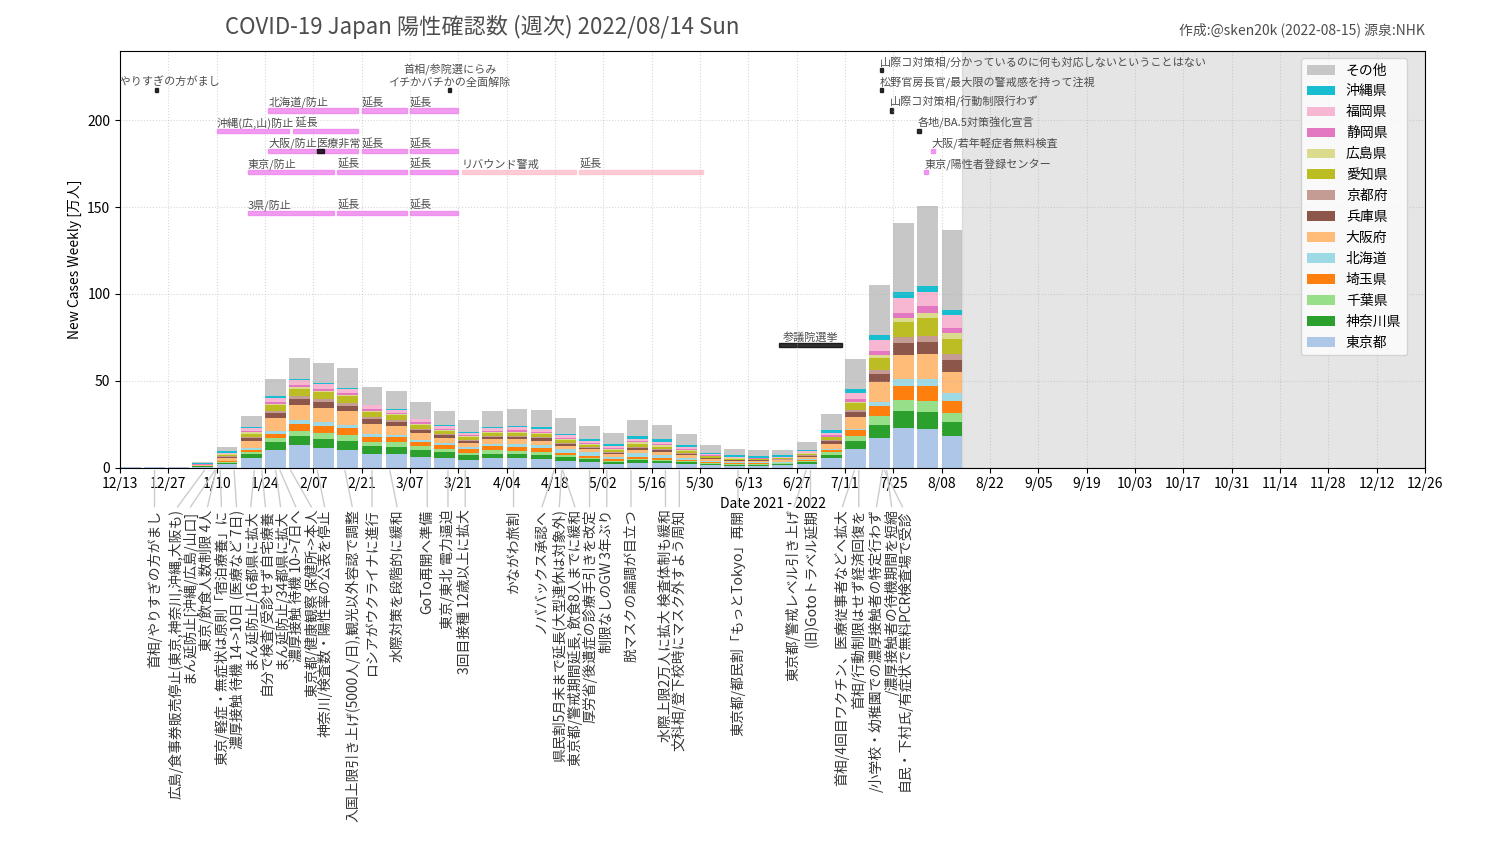 COVID-19 Japan 陽性確認数 (週次) 2022/08/14 Sun
作成:@sken20k (2022-08-15) 源泉:NHK
New Cases Weekly [万人]
200
150
100
50
0
やりすぎの方がまし
首相/参院選にらみ
イチかバチかの全面解除
北海道/防止 延長 延長
沖縄(広,山)防止 延長
大阪/防止医療非常 延長 延長
東京/防止 延長 延長 リバウンド警戒 延長
3県/防止 延長 延長
参議院選挙
山際コ対策相/分かっているのに何も対応しないということはない
松野官房長官/最大限の警戒感を持って注視
山際コ対策相/行動制限行わず
各地/BA.5対策強化宣言
大阪/若年軽症者無料検査
東京/陽性者登録センター
その他
沖縄県
福岡県
静岡県
広島県
愛知県
京都府
兵庫県
大阪府
北海道
埼玉県
千葉県
神奈川県
東京都
12/13 12/27 1/10 1/24 2/07 2/21 3/07 3/21 4/04 4/18 5/02 5/16 5/30 6/13 6/27 7/11 7/25 8/08 8/22 9/05 9/19 10/03 10/17 10/31 11/14 11/28 12/12 12/26
Date 2021 - 2022
首相/やりすぎの方がまし
広島/食事券販売停止(東京,神奈川,沖縄,大阪も)
まん延防止[沖縄/広島/山口]
東京/飲食人数制限 4人
東京/軽症・無症状は原則「宿泊療養」に
濃厚接触 待機 14->10日 (医療など 7日)
まん延防止/16都県に拡大
自分で検査/受診せず自宅療養
まん延防止/34都県に拡大
濃厚接触 待機 10->7日へ
東京都/健康観察 保健所->本人
神奈川/検査数・陽性率の公表を停止
入国上限引き上げ(5000人/日),観光以外容認で調整
ロシアがウクライナに進行
水際対策を段階的に緩和
GoTo再開へ準備
東京/東北 電力逼迫
3回目接種 12歳以上に拡大
かながわ旅割
ノババックス承認へ
県民割5月末まで延長(大型連休は対象外)
東京都/警戒期間延長, 飲食8人までに緩和
厚労省/後遺症の診療手引きを改定
制限なしのGW 3年ぶり
脱マスクの論調が目立つ
水際上限2万人に拡大 検査体制も緩和
文科相/登下校時にマスク外すよう周知
東京都/都民割「もっとTokyo」再開
東京都/警戒レベル引き上げ
(旧)Gotoトラベル延期
首相/4回目ワクチン、医療従事者などへ拡大
首相/行動制限はせず経済回復を
/小学校・幼稚園での濃厚接触者の特定行わず
/濃厚接触者の待機期間を短縮
自民・下村氏/有症状で無料PCR検査場で受診